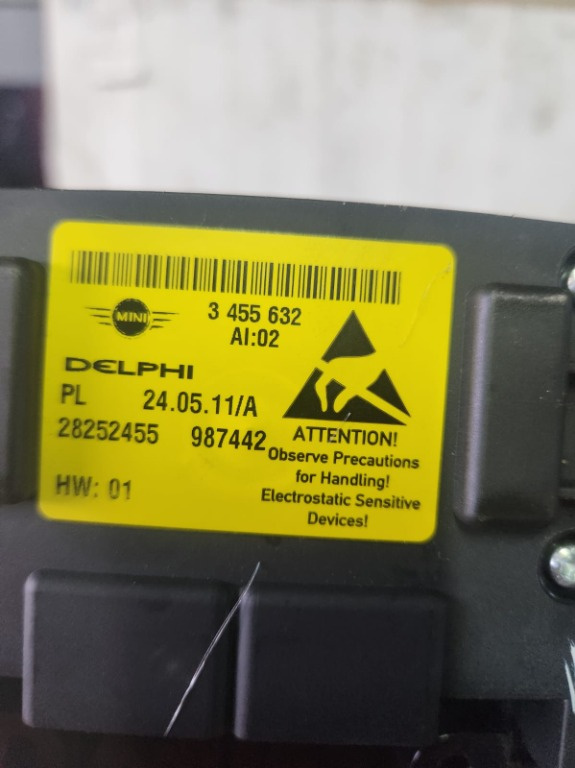 3 455 632
MINI
AI:02
DELPHI
PL 24.05.11/A
28252455 987442
HW: 01
ATTENTION!
Observe Precautions
for Handling!
Electrostatic Sensitive
Devices!